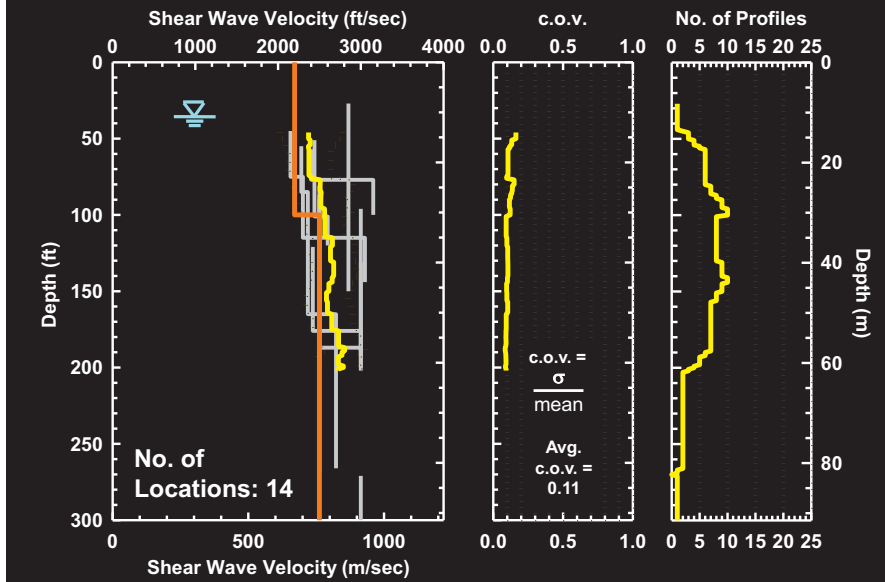 Shear Wave Velocity (ft/sec)
0 1000 2000 3000 4000
c.o.v.
0.0 0.5 1.0
No. of Profiles
0 5 10 15 20 25
Depth (ft)
0
50
100
150
200
250
300
No. of
Locations: 14
0 500 1000
Shear Wave Velocity (m/sec)
c.o.v. =
σ
mean
Avg.
c.o.v. =
0.11
0.0 0.5 1.0
0
20
40
60
80
Depth (m)
0 5 10 15 20 25